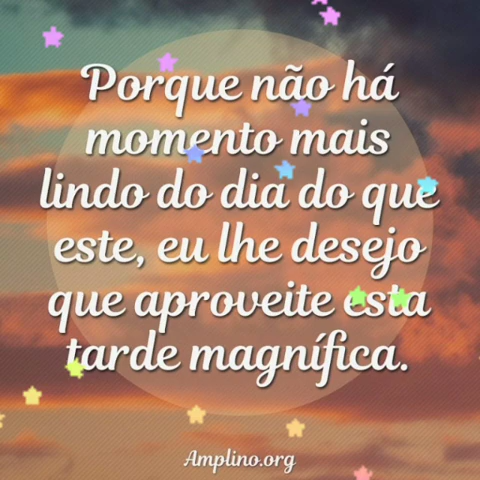 Porque não há
momento mais
lindo do dia do que
este, eu lhe desejo
que aproveite esta
tarde magnífica.
Amplino.org